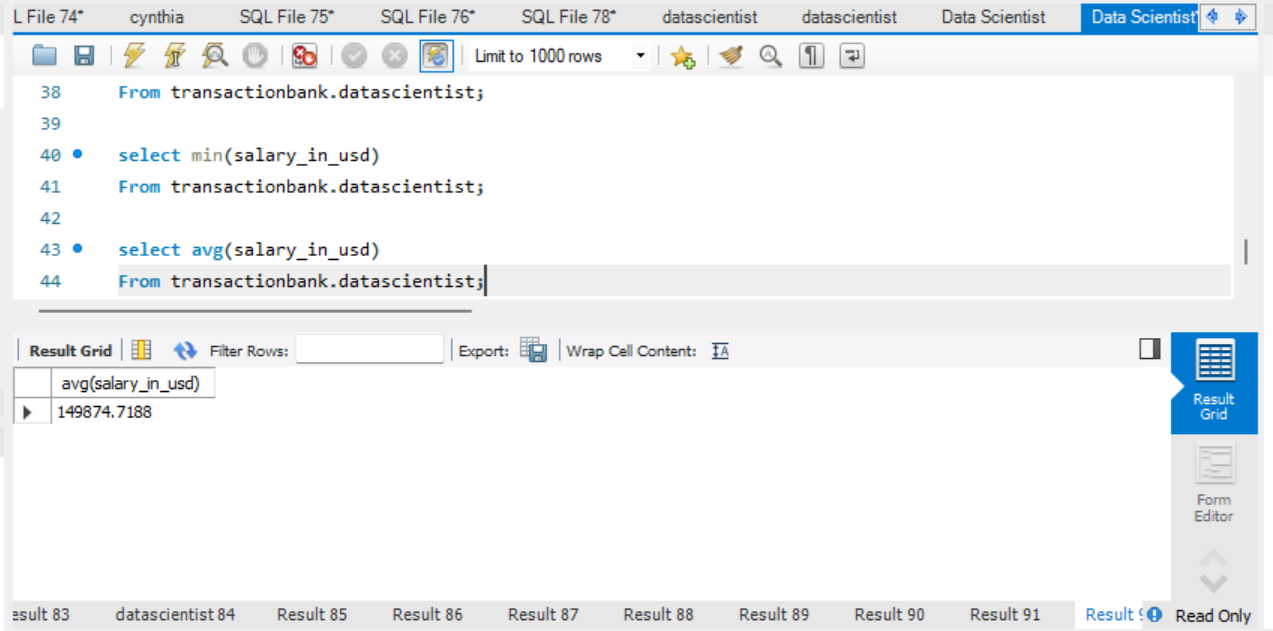 L File 74* cynthia SQL File 75* SQL File 76* SQL File 78* datascientist datascientist Data Scientist Data Scientist*
Limit to 1000 rows
38 From transactionbank.datascientist;
39
40 select min(salary_in_usd)
41 From transactionbank.datascientist;
42
43 select avg(salary_in_usd)
44 From transactionbank.datascientist;
Result Grid Filter Rows: Export: Wrap Cell Content: IA
avg(salary_in_usd)
149874.7188
Result
Grid
Form
Editor
esult 83 datascientist 84 Result 85 Result 86 Result 87 Result 88 Result 89 Result 90 Result 91 Result 9 Read Only